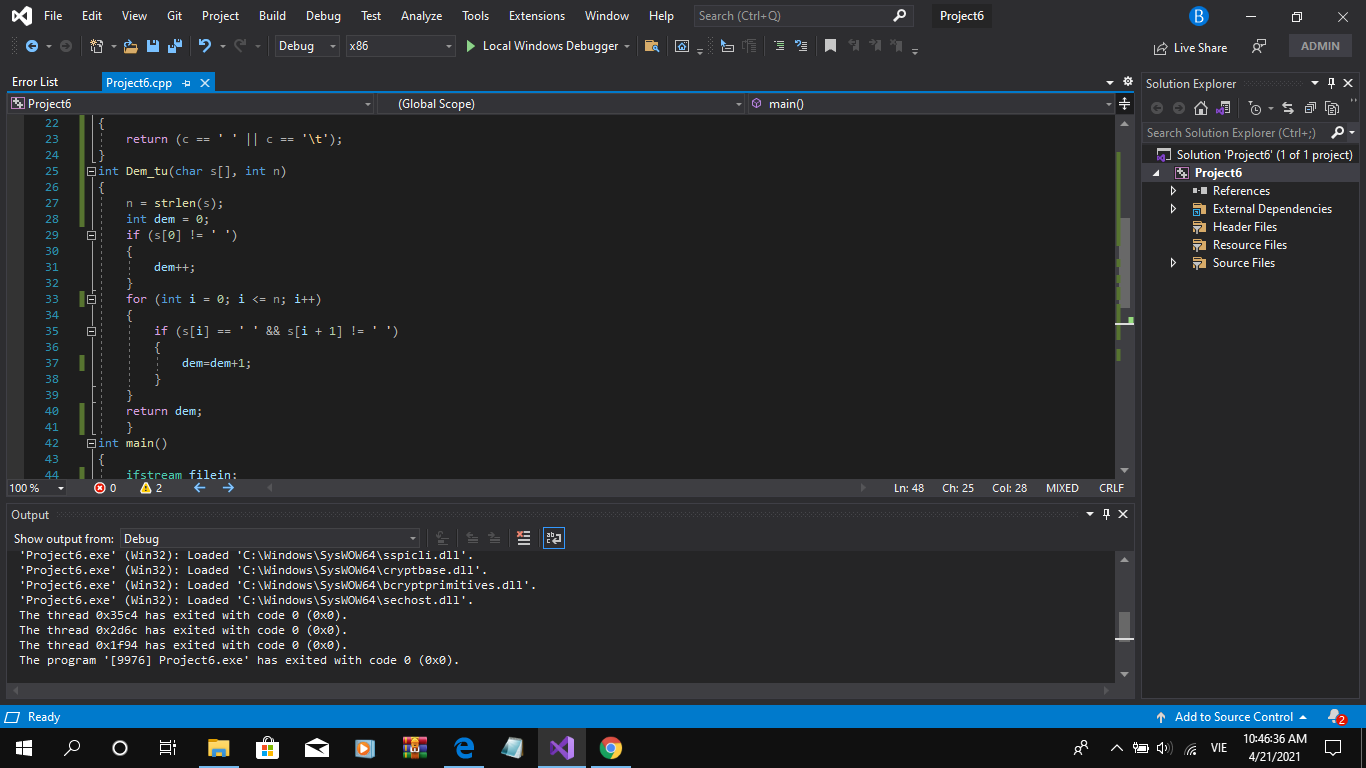 File Edit View Git Project Build Debug Test Analyze Tools Extensions Window Help Search (Ctrl+Q) Project6 B
Debug x86 Local Windows Debugger Live Share ADMIN
Error List Project6.cpp
Project6 (Global Scope) main()
22 {
23 return (c == ' ' || c == '\t');
24 }
25 int Dem_tu(char s[], int n)
26 {
27 n = strlen(s);
28 int dem = 0;
29 if (s[0] != ' ')
30 {
31 dem++;
32 }
33 for (int i = 0; i <= n; i++)
34 {
35 if (s[i] == ' ' && s[i + 1] != ' ')
36 {
37 dem=dem+1;
38 }
39 }
40 return dem;
41 }
42 int main()
43 {
44 ifstream filein;
100 % 0 2 Ln: 48 Ch: 25 Col: 28 MIXED CRLF
Output
Show output from: Debug
'Project6.exe' (Win32): Loaded 'C:\Windows\SysWOW64\sspicli.dll'.
'Project6.exe' (Win32): Loaded 'C:\Windows\SysWOW64\cryptbase.dll'.
'Project6.exe' (Win32): Loaded 'C:\Windows\SysWOW64\bcryptprimitives.dll'.
'Project6.exe' (Win32): Loaded 'C:\Windows\SysWOW64\sechost.dll'.
The thread 0x35c4 has exited with code 0 (0x0).
The thread 0x2d6c has exited with code 0 (0x0).
The thread 0x1f94 has exited with code 0 (0x0).
The program '[9976] Project6.exe' has exited with code 0 (0x0).
Solution Explorer
Search Solution Explorer (Ctrl+;)
Solution 'Project6' (1 of 1 project)
Project6
References
External Dependencies
Header Files
Resource Files
Source Files
Ready Add to Source Control 2
VIE 10:46:36 AM
4/21/2021